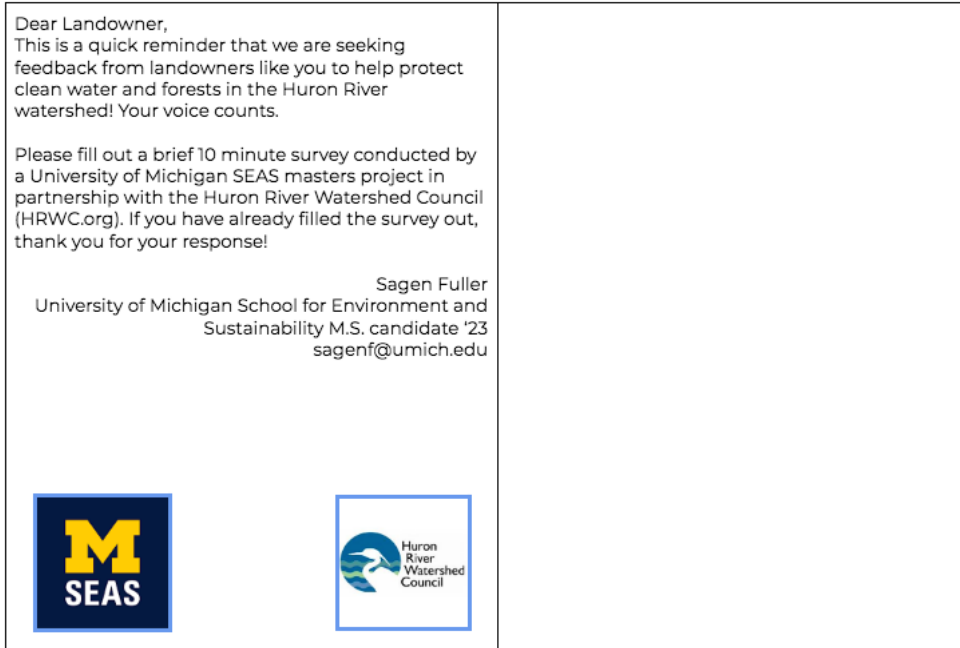 Dear Landowner,
This is a quick reminder that we are seeking
feedback from landowners like you to help protect
clean water and forests in the Huron River
watershed! Your voice counts.
Please fill out a brief 10 minute survey conducted by
a University of Michigan SEAS masters project in
partnership with the Huron River Watershed Council
(HRWC.org). If you have already filled the survey out,
thank you for your response!
Sagen Fuller
University of Michigan School for Environment and
Sustainability M.S. candidate ‘23
sagenf@umich.edu
M
SEAS
Huron
River
Watershed
Council